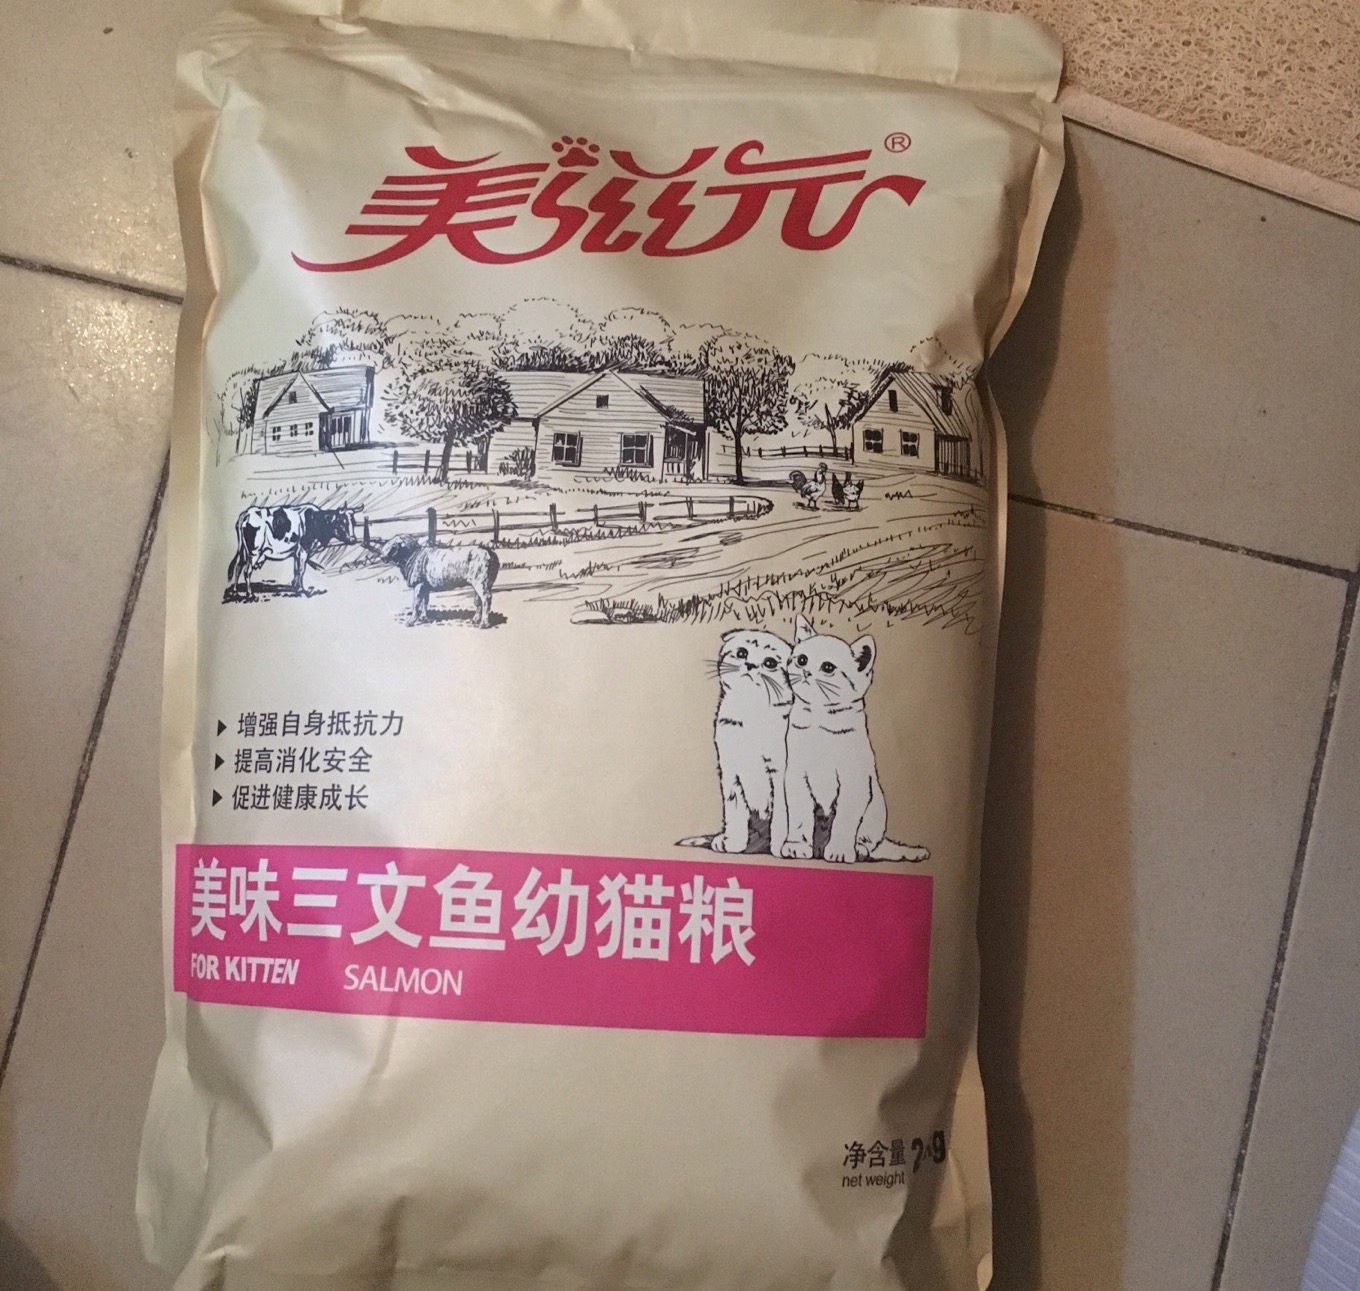 美滋元®
增强自身抵抗力
提高消化安全
促进健康成长
美味三文鱼幼猫粮
FOR KITTEN SALMON
净含量
net weight